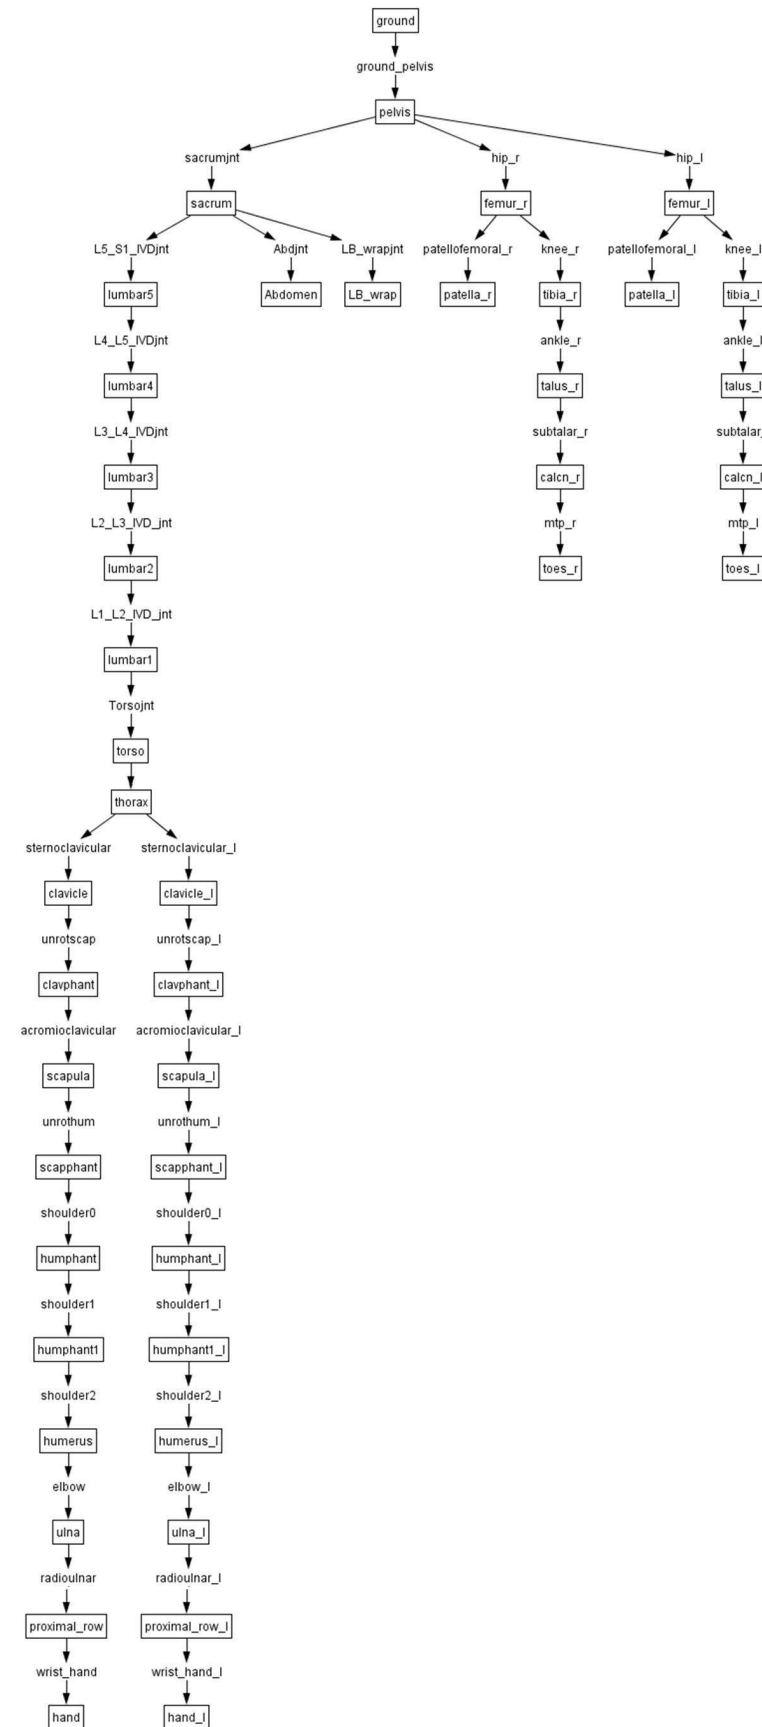 ground
ground_pelvis
pelvis
sacrumjnt hip_r hip_l
sacrum femur_r femur_l
L5_S1_IVDjnt Abdjnt LB_wrapjnt patellofemoral_r knee_r patellofemoral_l knee_l
lumbar5 Abdomen LB_wrap patella_r tibia_r patella_l tibia_l
L4_L5_IVDjnt ankle_r ankle_l
lumbar4 talus_r talus_l
L3_L4_IVDjnt subtalar_r subtalar_
lumbar3 calcn_r calcn_l
L2_L3_IVD_jnt mtp_r mtp_l
lumbar2 toes_r toes_l
L1_L2_IVD_jnt
lumbar1
Torsojnt
torso
thorax
sternoclavicular sternoclavicular_l
clavicle clavicle_l
unrotscap unrotscap_l
clavphant clavphant_l
acromioclavicular acromioclavicular_l
scapula scapula_l
unrothum unrothum_l
scapphant scapphant_l
shoulder0 shoulder0_l
humphant humphant_l
shoulder1 shoulder1_l
humphant1 humphant1_l
shoulder2 shoulder2_l
humerus humerus_l
elbow elbow_l
ulna ulna_l
radioulnar radioulnar_l
proximal_row proximal_row_l
wrist_hand wrist_hand_l
hand hand_l